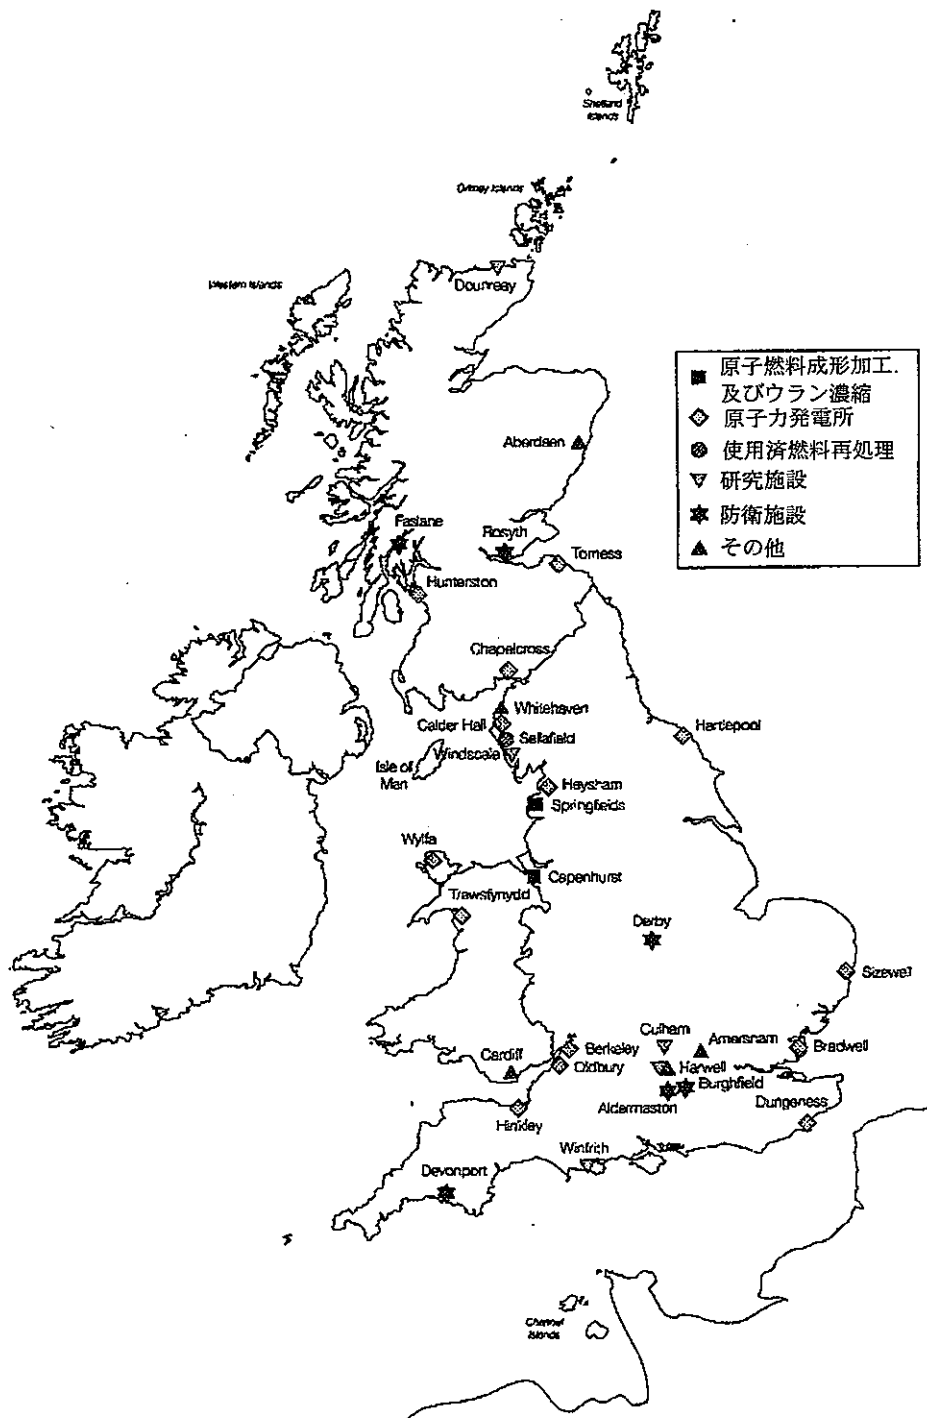 Shetland
Islands
Orkney Islands
Western Islands
Dounreay
原子燃料成形加工.
及びウラン濃縮
原子力発電所
使用済燃料再処理
研究施設
防衛施設
その他
Aberdeen
Faslane
Rosyth
Torness
Hunterston
Chapelcross
Whitehaven
Calder Hall
Sellafield
Hartlepool
Windscale
Isle of
Man
Heysham
Springfields
Wylfa
Capenhurst
Trawsfynydd
Derby
Sizewell
Culham
Amersham
Bradwell
Berkeley
Cardiff
Oldbury
Harwell
Burghfield
Aldermaston
Dungeness
Hinkley
Winfrith
Devonport
Channel
Islands